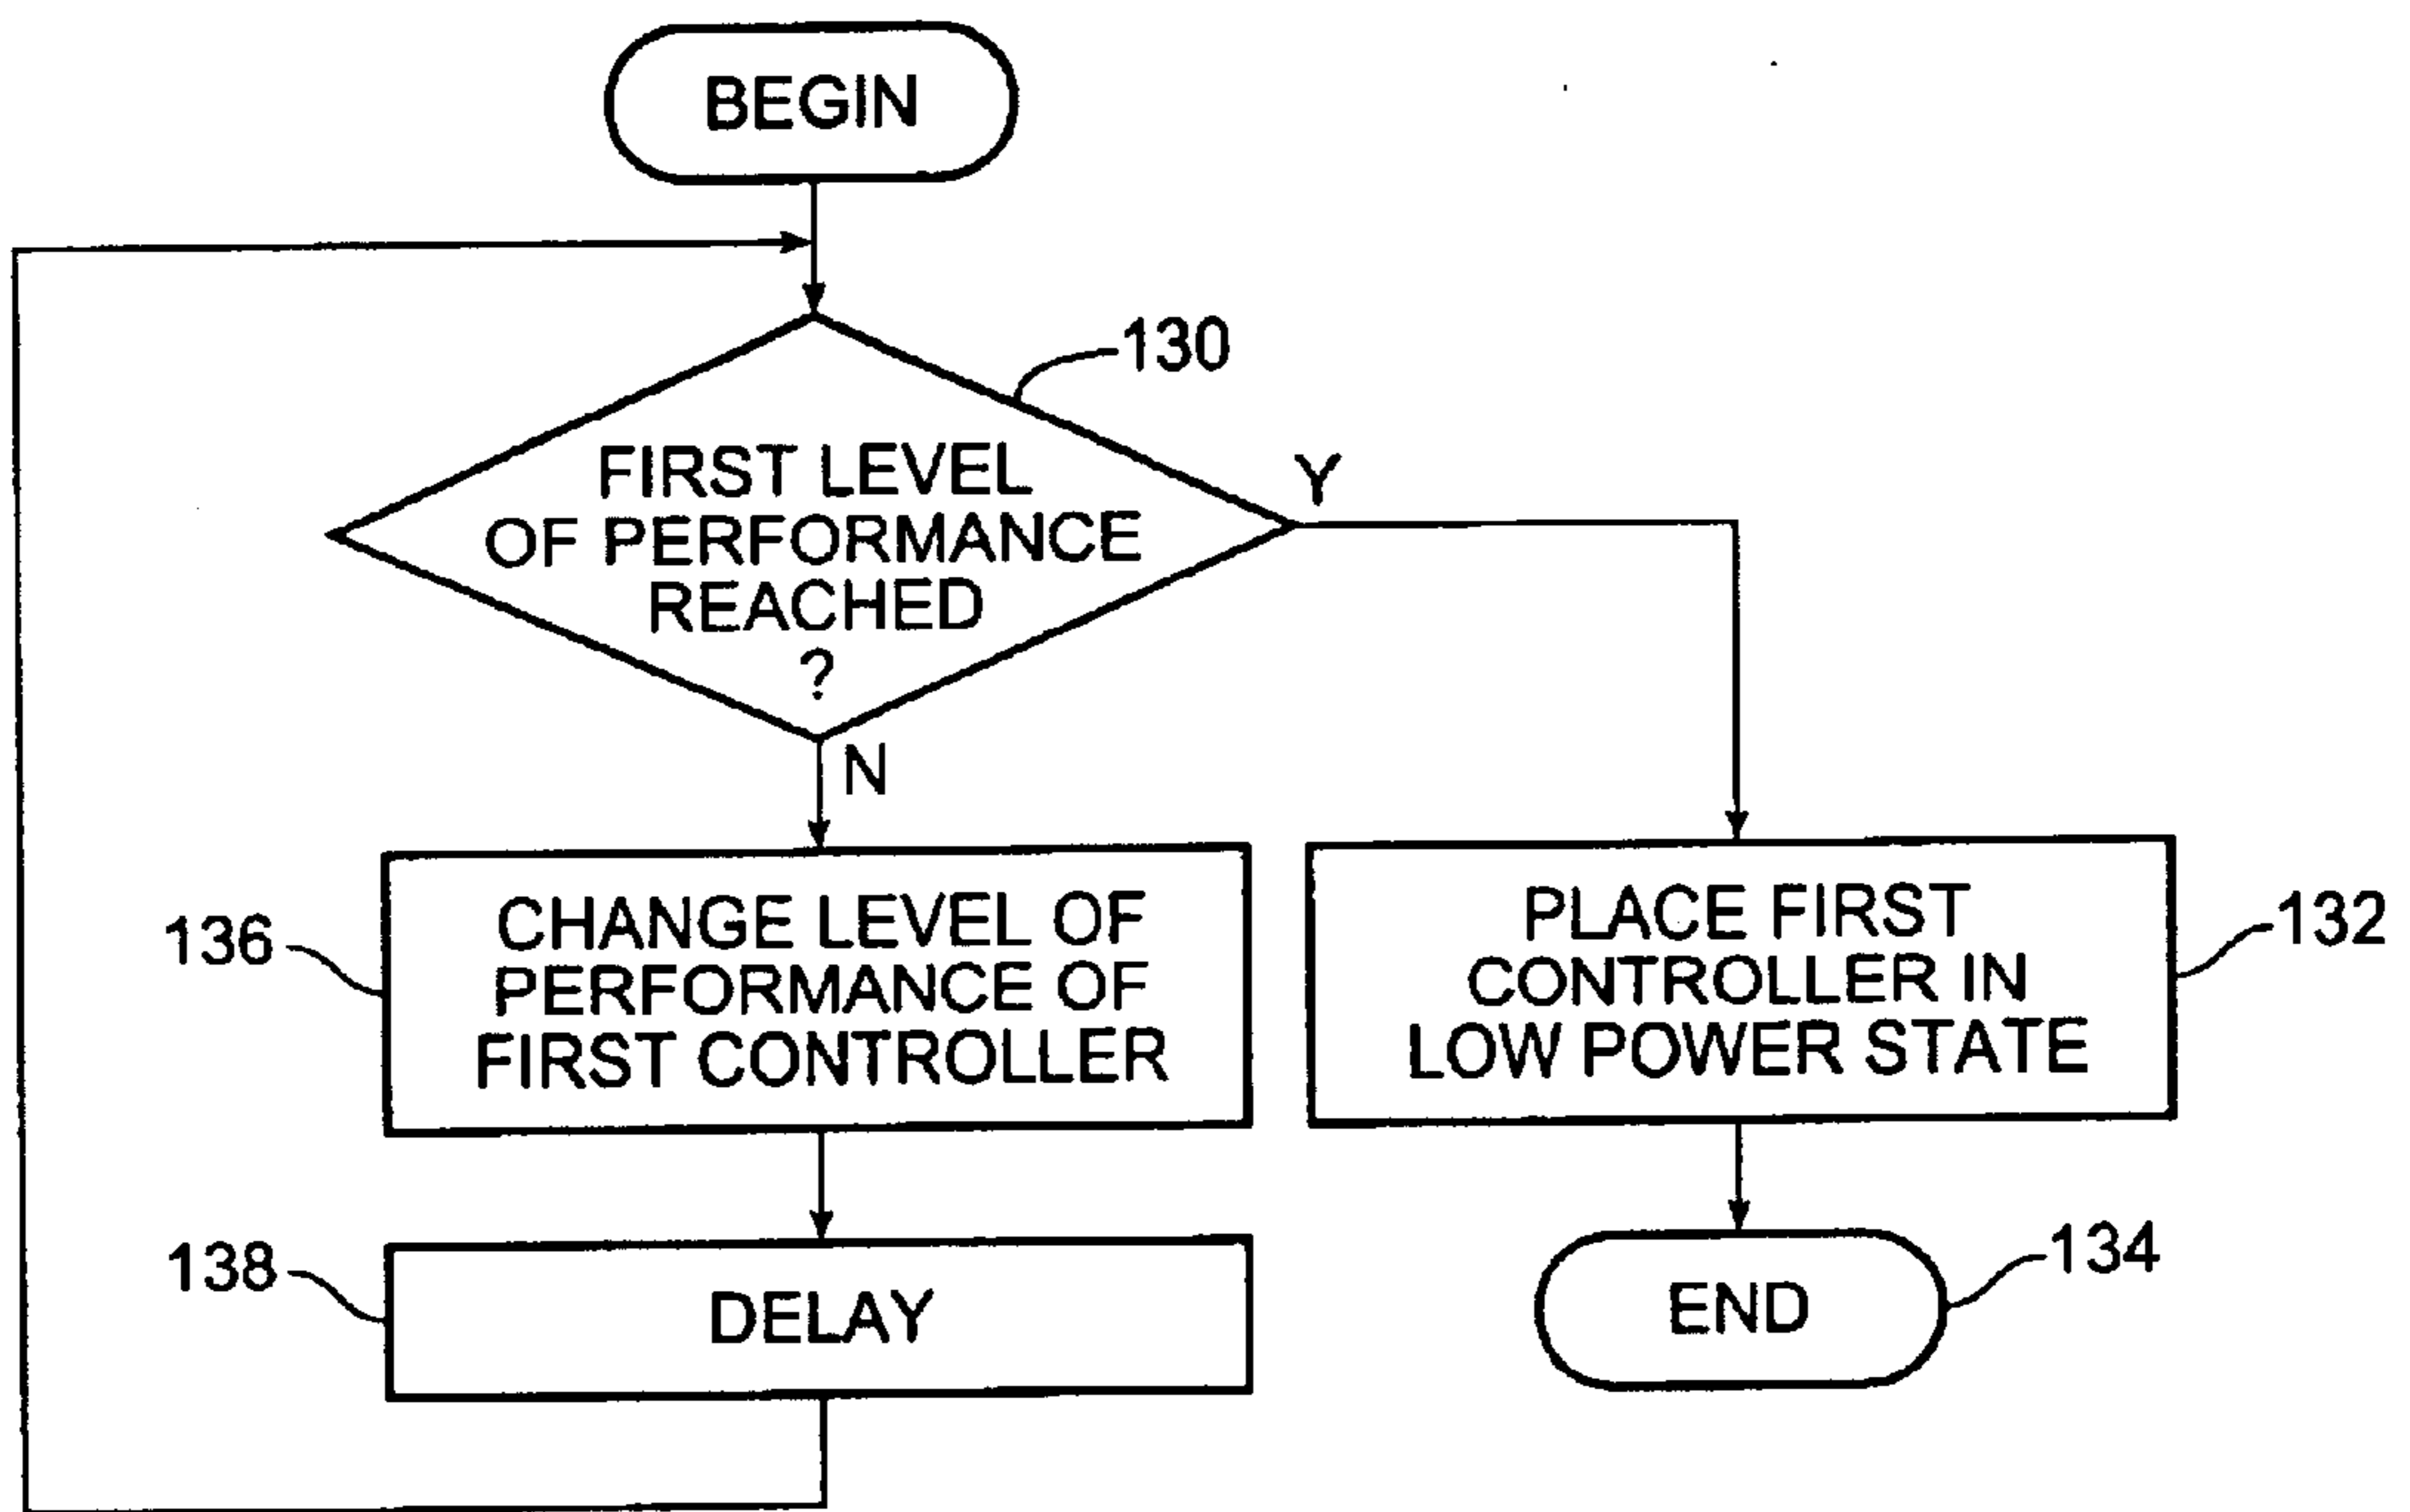 BEGIN
130
FIRST LEVEL
OF PERFORMANCE
REACHED
?
Y
N
136
CHANGE LEVEL OF
PERFORMANCE OF
FIRST CONTROLLER
PLACE FIRST
CONTROLLER IN
LOW POWER STATE
132
138
DELAY
END
134